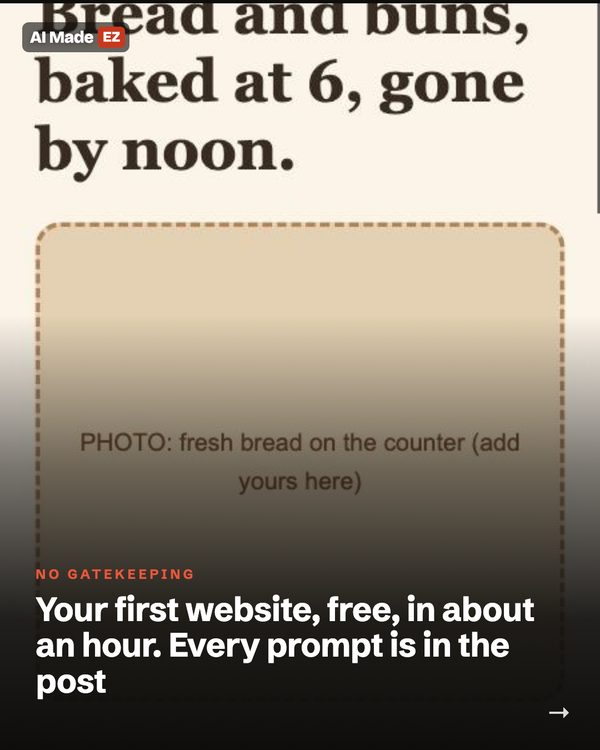 Bread and buns,
AI Made EZ
baked at 6, gone
by noon.
PHOTO: fresh bread on the counter (add
yours here)
NO GATEKEEPING
Your first website, free, in about
an hour. Every prompt is in the
post
→